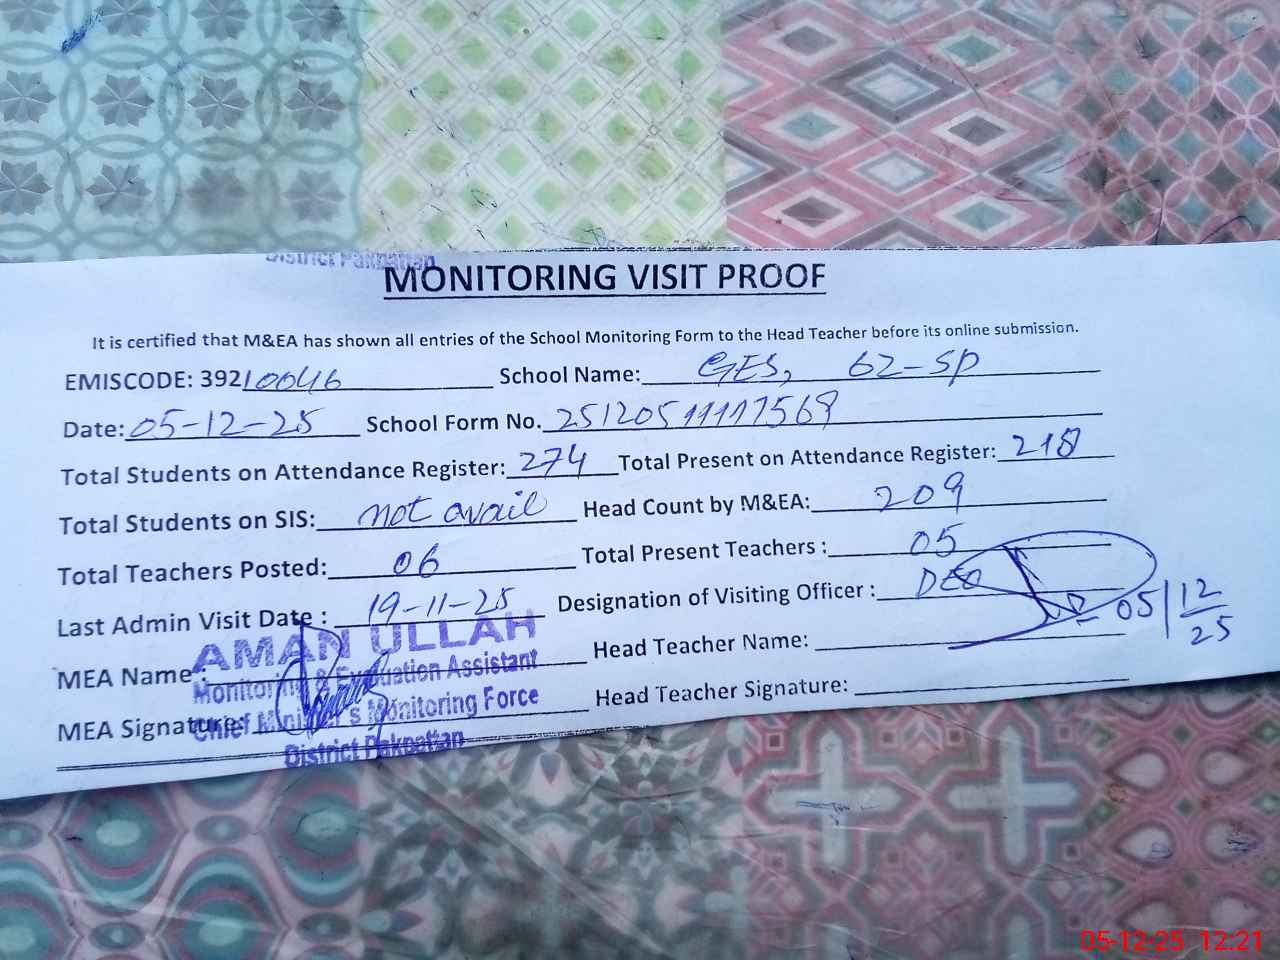 District Pakpattan
MONITORING VISIT PROOF
It is certified that M&EA has shown all entries of the School Monitoring Form to the Head Teacher before its online submission.
EMISCODE: 39210046 School Name: GES, 62-SP
Date: 05-12-25 School Form No. 25120511117568
Total Students on Attendance Register: 274 Total Present on Attendance Register: 218
Total Students on SIS: not avail Head Count by M&EA: 209
Total Teachers Posted: 06 Total Present Teachers : 05
Last Admin Visit Date : 19-11-25 Designation of Visiting Officer : DEO
05/12/25
MEA Name : AMAN ULLAH Head Teacher Name:
Monitoring & Evaluation Assistant
MEA Signature: Chief Minister's Monitoring Force Head Teacher Signature:
District Pakpattan
05-12-25 12:21